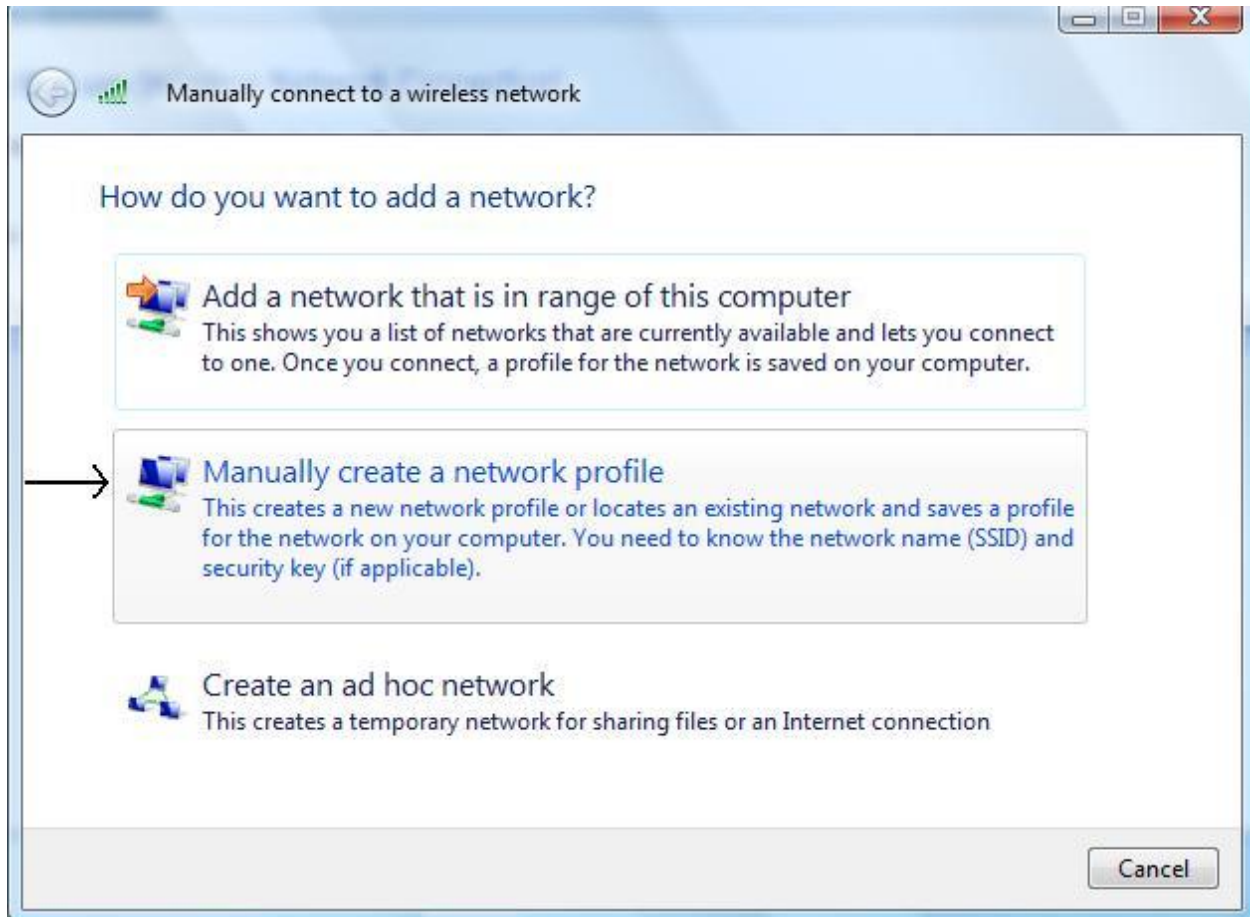 Manually connect to a wireless network
How do you want to add a network?
Add a network that is in range of this computer
This shows you a list of networks that are currently available and lets you connect
to one. Once you connect, a profile for the network is saved on your computer.
Manually create a network profile
This creates a new network profile or locates an existing network and saves a profile
for the network on your computer. You need to know the network name (SSID) and
security key (if applicable).
Create an ad hoc network
This creates a temporary network for sharing files or an Internet connection
Cancel